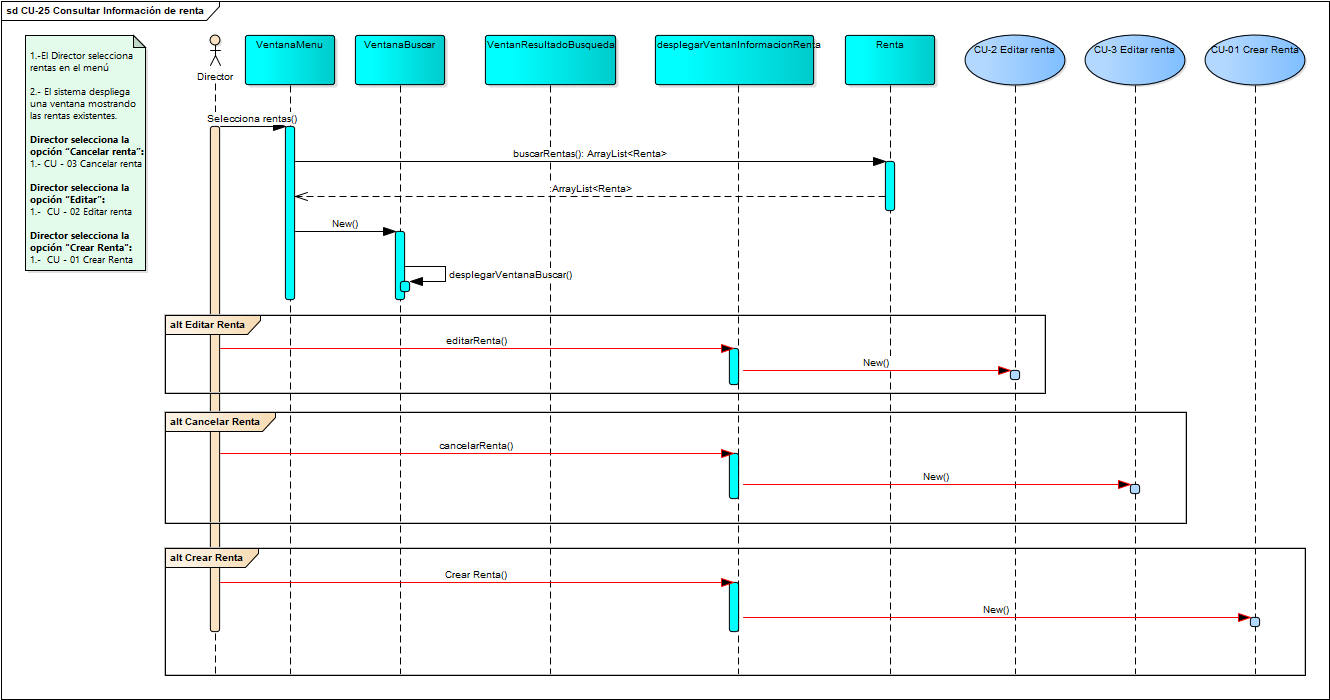 sd CU-25 Consultar Información de renta
1.-El Director selecciona
rentas en el menú
2.- El sistema despliega
una ventana mostrando
las rentas existentes.
Director selecciona la
opción "Cancelar renta":
1.- CU - 03 Cancelar renta
Director selecciona la
opción "Editar":
1.- CU - 02 Editar renta
Director selecciona la
opción "Crear Renta":
1.- CU - 01 Crear Renta
Director
VentanaMenu
VentanaBuscar
VentanResultadoBusqueda
desplegarVentanInformacionRenta
Renta
CU-2 Editar renta
CU-3 Editar renta
CU-01 Crear Renta
Selecciona rentas()
buscarRentas(): ArrayList<Renta>
:ArrayList<Renta>
New()
desplegarVentanaBuscar()
alt Editar Renta
editarRenta()
New()
alt Cancelar Renta
cancelarRenta()
New()
alt Crear Renta
Crear Renta()
New()